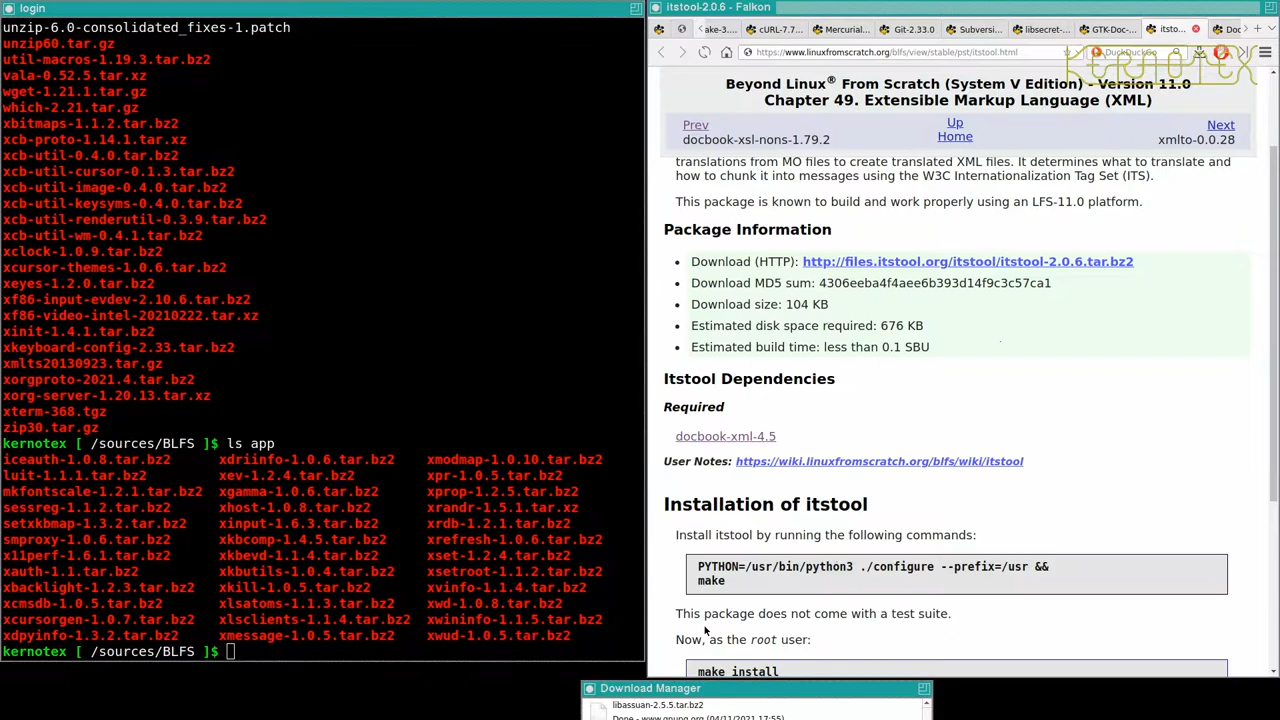 login
unzip-6.0-consolidated_fixes-1.patch
unzip60.tar.gz
util-macros-1.19.3.tar.bz2
vala-0.52.5.tar.xz
wget-1.21.1.tar.gz
which-2.21.tar.gz
xbitmaps-1.1.2.tar.bz2
xcb-proto-1.14.1.tar.xz
xcb-util-0.4.0.tar.bz2
xcb-util-cursor-0.1.3.tar.bz2
xcb-util-image-0.4.0.tar.bz2
xcb-util-keysyms-0.4.0.tar.bz2
xcb-util-renderutil-0.3.9.tar.bz2
xcb-util-wm-0.4.1.tar.bz2
xclock-1.0.9.tar.bz2
xcursor-themes-1.0.6.tar.bz2
xeyes-1.2.0.tar.bz2
xf86-input-evdev-2.10.6.tar.bz2
xf86-video-intel-20210222.tar.xz
xinit-1.4.1.tar.bz2
xkeyboard-config-2.33.tar.bz2
xmlts20130923.tar.gz
xorgproto-2021.4.tar.bz2
xorg-server-1.20.13.tar.xz
xterm-368.tgz
zip30.tar.gz
kernotex [ /sources/BLFS ]$ ls app
iceauth-1.0.8.tar.bz2 xdriinfo-1.0.6.tar.bz2 xmodmap-1.0.10.tar.bz2
luit-1.1.1.tar.bz2 xev-1.2.4.tar.bz2 xpr-1.0.5.tar.bz2
mkfontscale-1.2.1.tar.bz2 xgamma-1.0.6.tar.bz2 xprop-1.2.5.tar.bz2
sessreg-1.1.2.tar.bz2 xhost-1.0.8.tar.bz2 xrandr-1.5.1.tar.xz
setxkbmap-1.3.2.tar.bz2 xinput-1.6.3.tar.bz2 xrdb-1.2.1.tar.bz2
smproxy-1.0.6.tar.bz2 xkbcomp-1.4.5.tar.bz2 xrefresh-1.0.6.tar.bz2
x11perf-1.6.1.tar.bz2 xkbevd-1.1.4.tar.bz2 xset-1.2.4.tar.bz2
xauth-1.1.tar.bz2 xkbutils-1.0.4.tar.bz2 xsetroot-1.1.2.tar.bz2
xbacklight-1.2.3.tar.bz2 xkill-1.0.5.tar.bz2 xvinfo-1.1.4.tar.bz2
xcmsdb-1.0.5.tar.bz2 xlsatoms-1.1.3.tar.bz2 xwd-1.0.8.tar.bz2
xcursorgen-1.0.7.tar.bz2 xlsclients-1.1.4.tar.bz2 xwininfo-1.1.5.tar.bz2
xdpyinfo-1.3.2.tar.bz2 xmessage-1.0.5.tar.bz2 xwud-1.0.5.tar.bz2
kernotex [ /sources/BLFS ]$
itstool-2.0.6 - Falkon
ake-3.... cURL-7.7... Mercurial... Git-2.33.0 Subversi... libsecret-... GTK-Doc-... itsto... Doc
https://www.linuxfromscratch.org/blfs/view/stable/pst/itstool.html DuckDuckGo
KERNOTEX
Beyond Linux® From Scratch (System V Edition) - Version 11.0
Chapter 49. Extensible Markup Language (XML)
Prev Up Next
docbook-xsl-nons-1.79.2 Home xmlto-0.0.28
translations from MO files to create translated XML files. It determines what to translate and
how to chunk it into messages using the W3C Internationalization Tag Set (ITS).
This package is known to build and work properly using an LFS-11.0 platform.
Package Information
• Download (HTTP): http://files.itstool.org/itstool/itstool-2.0.6.tar.bz2
• Download MD5 sum: 4306eeba4f4aee6b393d14f9c3c57ca1
• Download size: 104 KB
• Estimated disk space required: 676 KB
• Estimated build time: less than 0.1 SBU
Itstool Dependencies
Required
docbook-xml-4.5
User Notes: https://wiki.linuxfromscratch.org/blfs/wiki/itstool
Installation of itstool
Install itstool by running the following commands:
PYTHON=/usr/bin/python3 ./configure --prefix=/usr &&
make
This package does not come with a test suite.
Now, as the root user:
make install
Download Manager
libassuan-2.5.5.tar.bz2
Done - www.gnupg.org (04/11/2021 17:55)